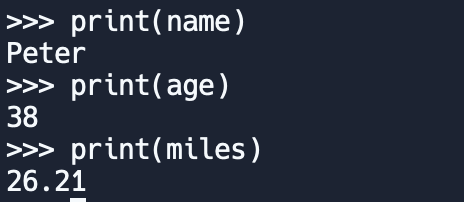 >>> print(name)
Peter
>>> print(age)
38
>>> print(miles)
26.21